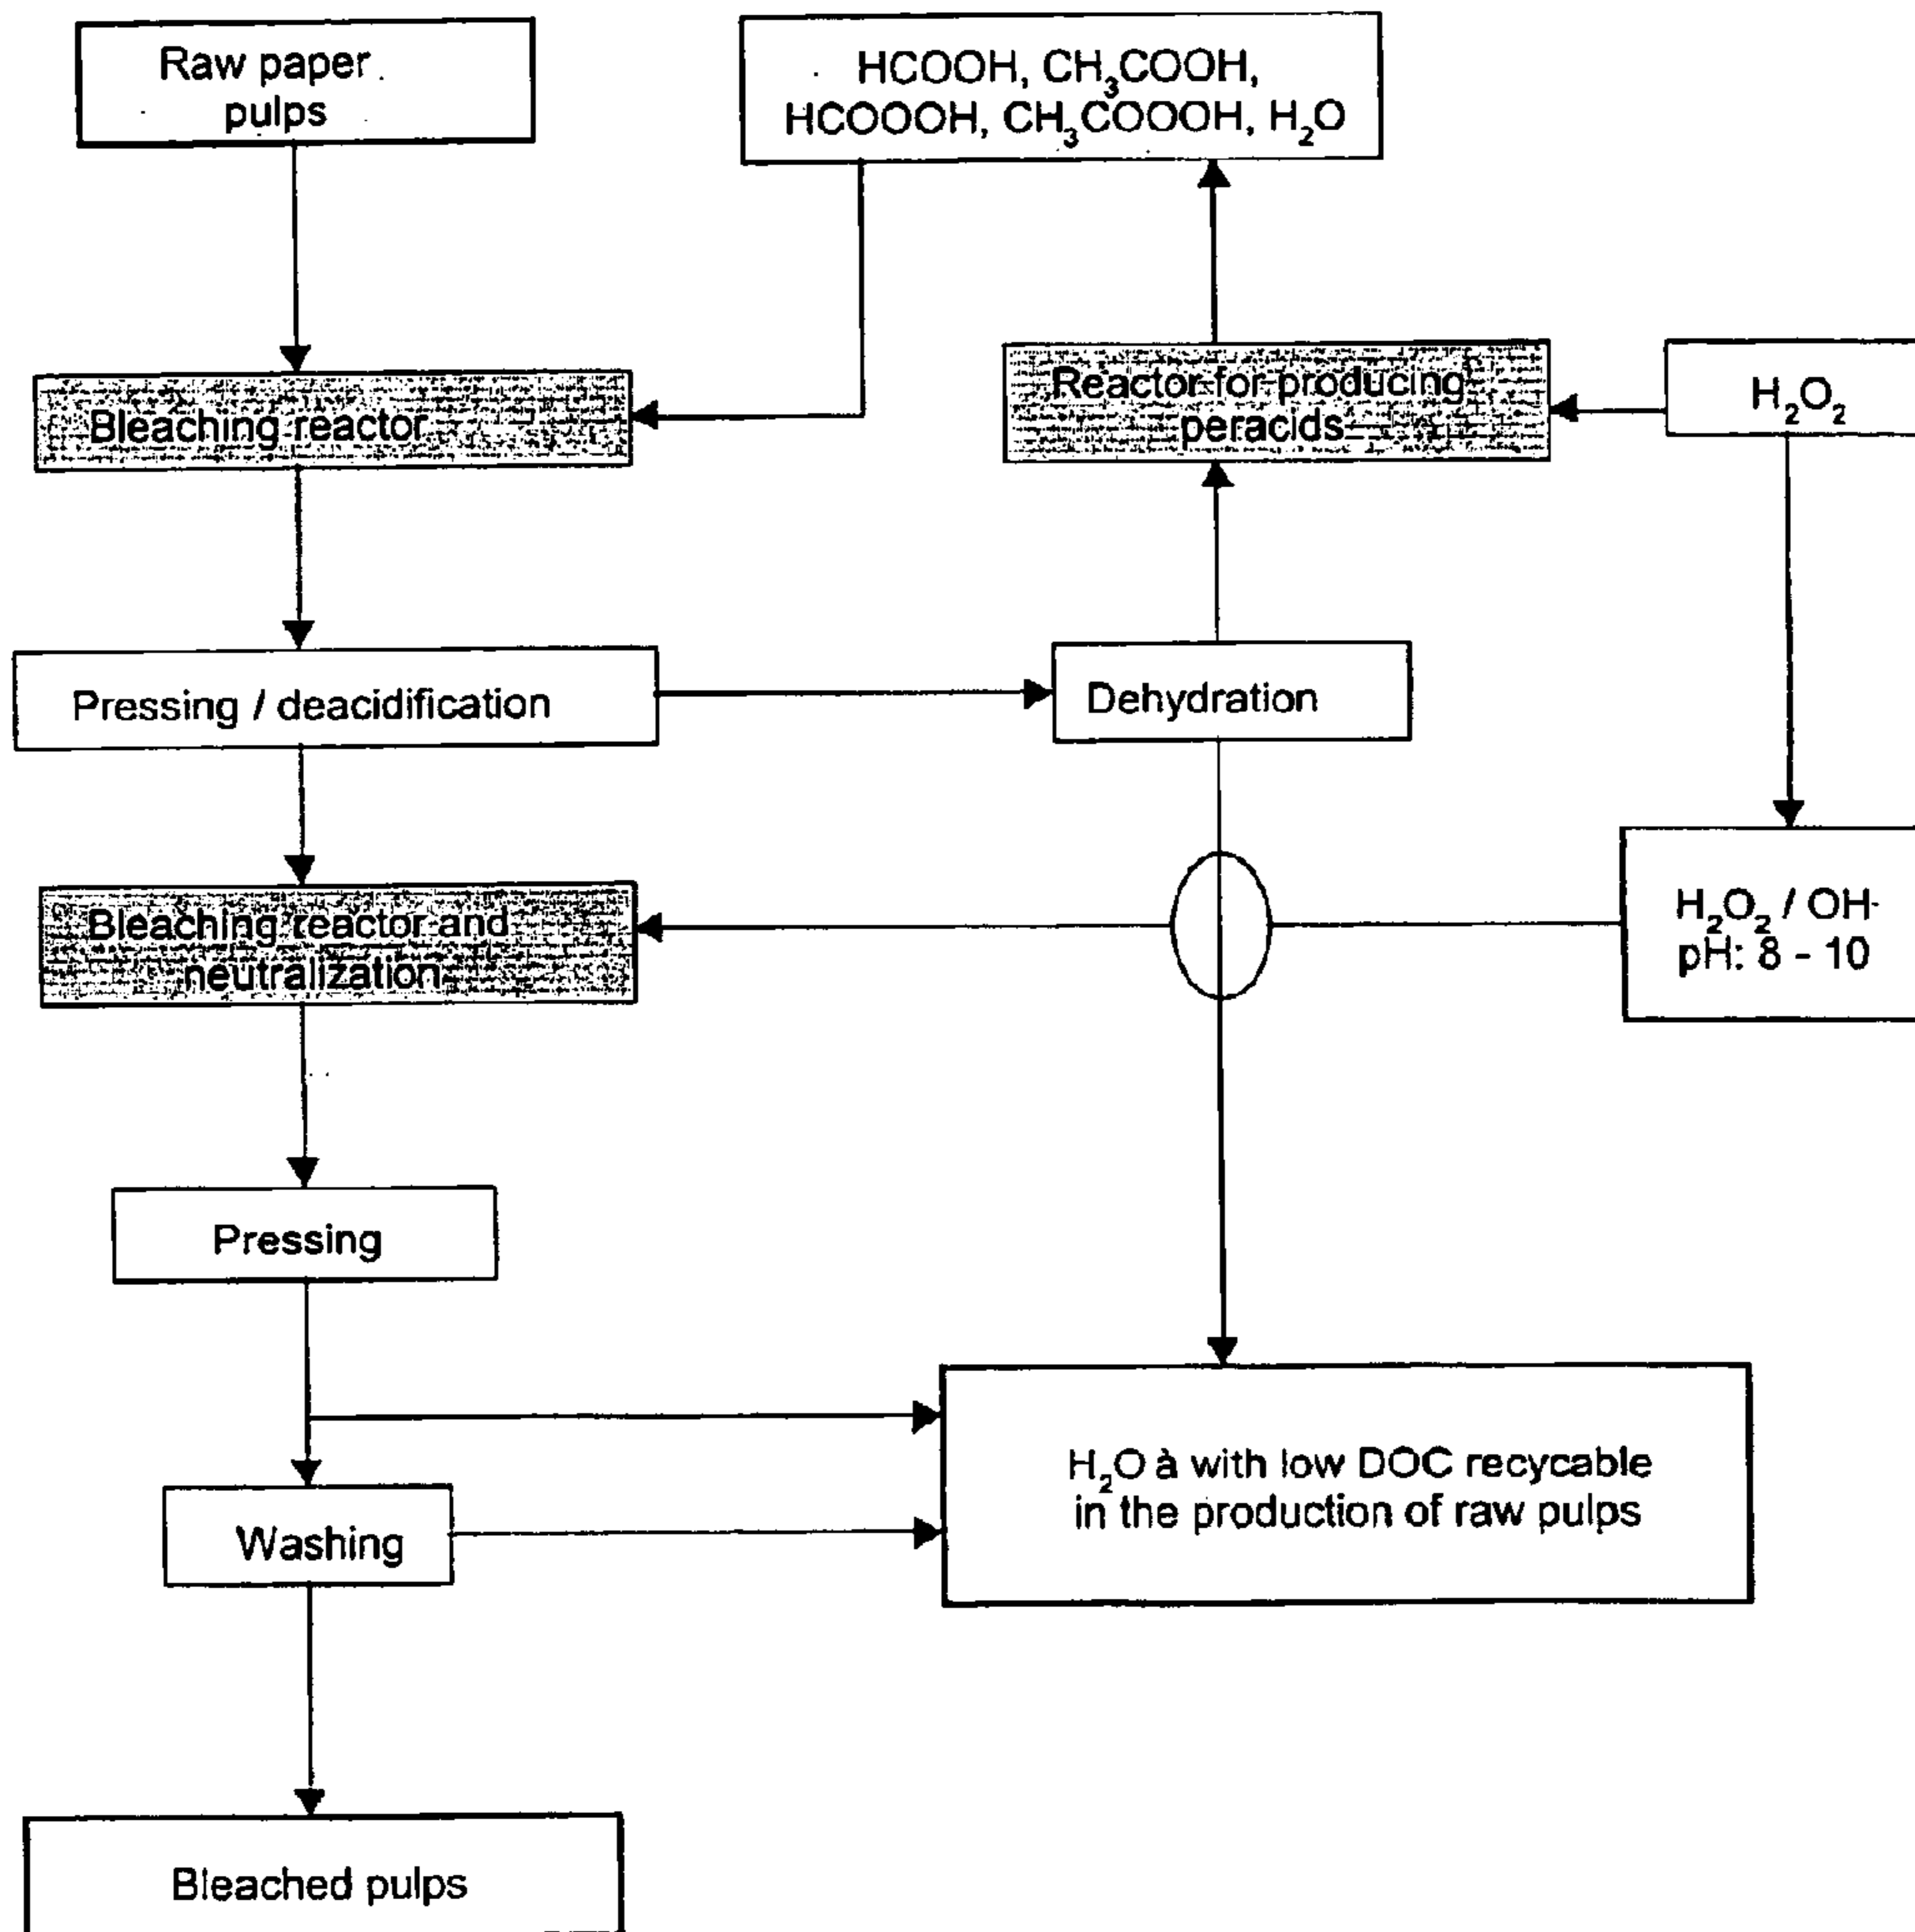 Raw paper
pulps
HCOOH, CH₃COOH,
HCOOOH, CH₃COOOH, H₂O
Bleaching reactor
Reactor for producing
peracids
H₂O₂
Pressing / deacidification
Dehydration
Bleaching reactor and
neutralization
H₂O₂ / OH-
pH: 8 - 10
Pressing
H₂O à with low DOC recycable
in the production of raw pulps
Washing
Bleached pulps